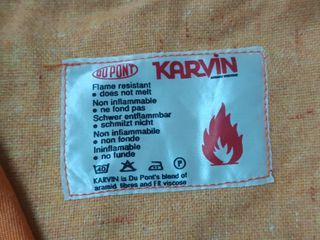 DU PONT KARVIN
Flame resistant
• does not melt
Non inflammable
• ne fond pas
Schwer entflammbar
• schmilzt nicht
Non infiammabile
• non fonde
Ininflamable
• no funde
40 A P
KARVIN is Du Pont's blend of
aramid fibres and FR viscose